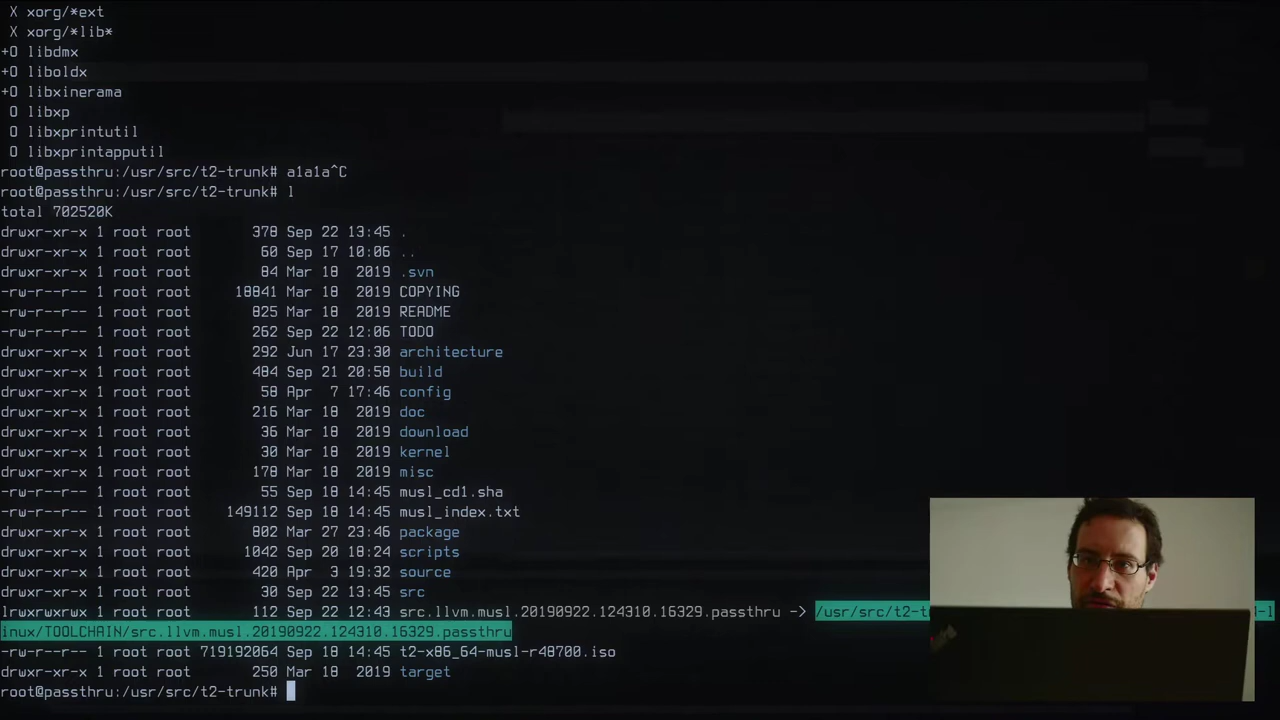 X xorg/*ext
X xorg/*lib*
+O libdmx
+O liboldx
+O libxinerama
O libxp
O libxprintutil
O libxprintapputil
root@passthru:/usr/src/t2-trunk# a1a1a^C
root@passthru:/usr/src/t2-trunk# l
total 702520K
drwxr-xr-x 1 root root 378 Sep 22 13:45 .
drwxr-xr-x 1 root root 60 Sep 17 10:06 ..
drwxr-xr-x 1 root root 84 Mar 18 2019 .svn
-rw-r--r-- 1 root root 18841 Mar 18 2019 COPYING
-rw-r--r-- 1 root root 825 Mar 18 2019 README
-rw-r--r-- 1 root root 262 Sep 22 12:06 TODO
drwxr-xr-x 1 root root 292 Jun 17 23:30 architecture
drwxr-xr-x 1 root root 484 Sep 21 20:58 build
drwxr-xr-x 1 root root 58 Apr 7 17:46 config
drwxr-xr-x 1 root root 216 Mar 18 2019 doc
drwxr-xr-x 1 root root 36 Mar 18 2019 download
drwxr-xr-x 1 root root 30 Mar 18 2019 kernel
drwxr-xr-x 1 root root 178 Mar 18 2019 misc
-rw-r--r-- 1 root root 55 Sep 18 14:45 musl_cd1.sha
-rw-r--r-- 1 root root 149112 Sep 18 14:45 musl_index.txt
drwxr-xr-x 1 root root 802 Mar 27 23:46 package
drwxr-xr-x 1 root root 1042 Sep 20 18:24 scripts
drwxr-xr-x 1 root root 420 Apr 3 19:32 source
drwxr-xr-x 1 root root 30 Sep 22 13:45 src
lrwxrwxrwx 1 root root 112 Sep 22 12:43 src.llvm.musl.20190922.124310.16329.passthru -> /usr/src/t2-t
inux/TOOLCHAIN/src.llvm.musl.20190922.124310.16329.passthru
-rw-r--r-- 1 root root 719192064 Sep 18 14:45 t2-x86_64-musl-r48700.iso
drwxr-xr-x 1 root root 250 Mar 18 2019 target
root@passthru:/usr/src/t2-trunk#